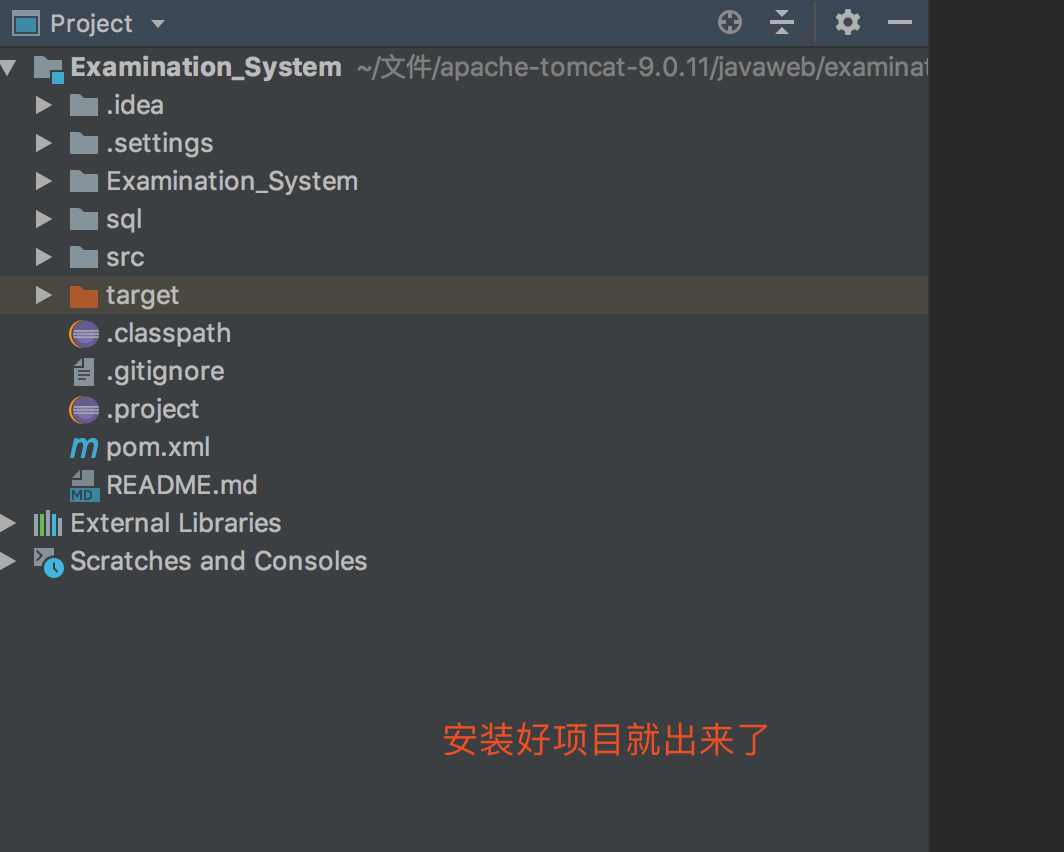 Project
Examination_System ~/文件/apache-tomcat-9.0.11/javaweb/examinat
.idea
.settings
Examination_System
sql
src
target
.classpath
.gitignore
.project
m pom.xml
MD README.md
External Libraries
Scratches and Consoles
安装好项目就出来了